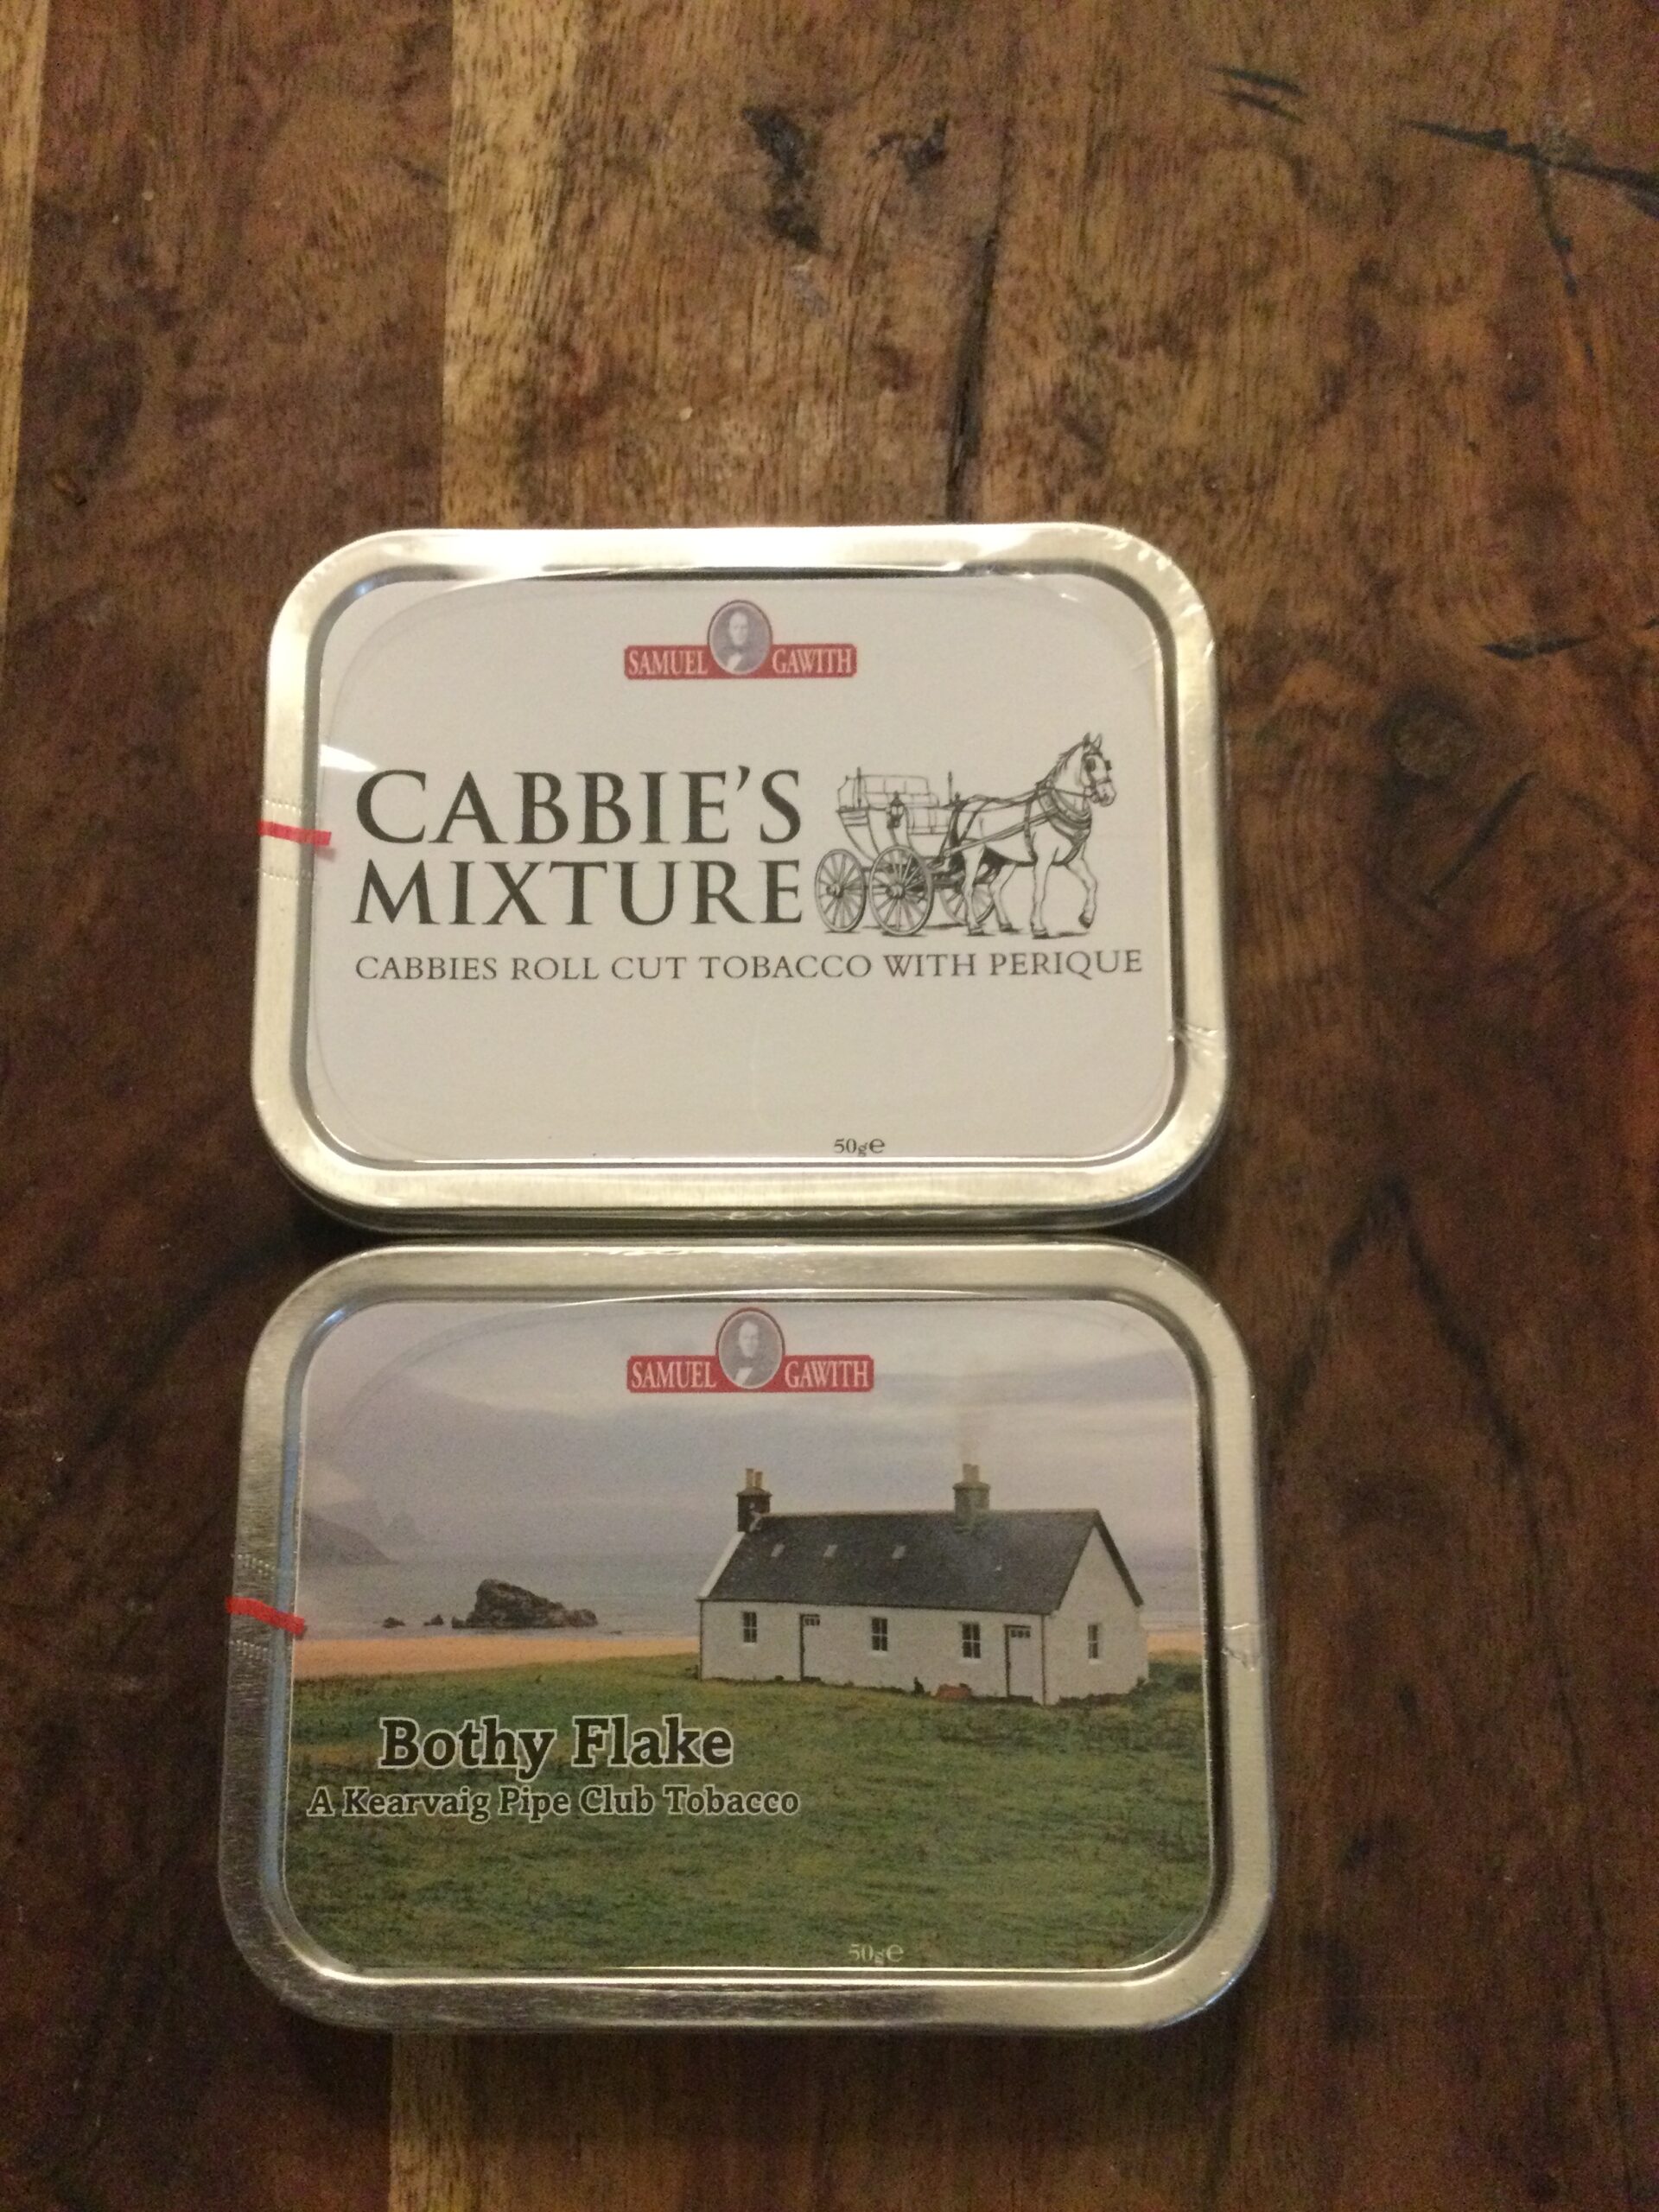 SAMUEL GAWITH
CABBIE'S
MIXTURE
CABBIES ROLL CUT TOBACCO WITH PERIQUE
50g℮
SAMUEL GAWITH
Bothy Flake
A Kearvaig Pipe Club Tobacco
50g℮